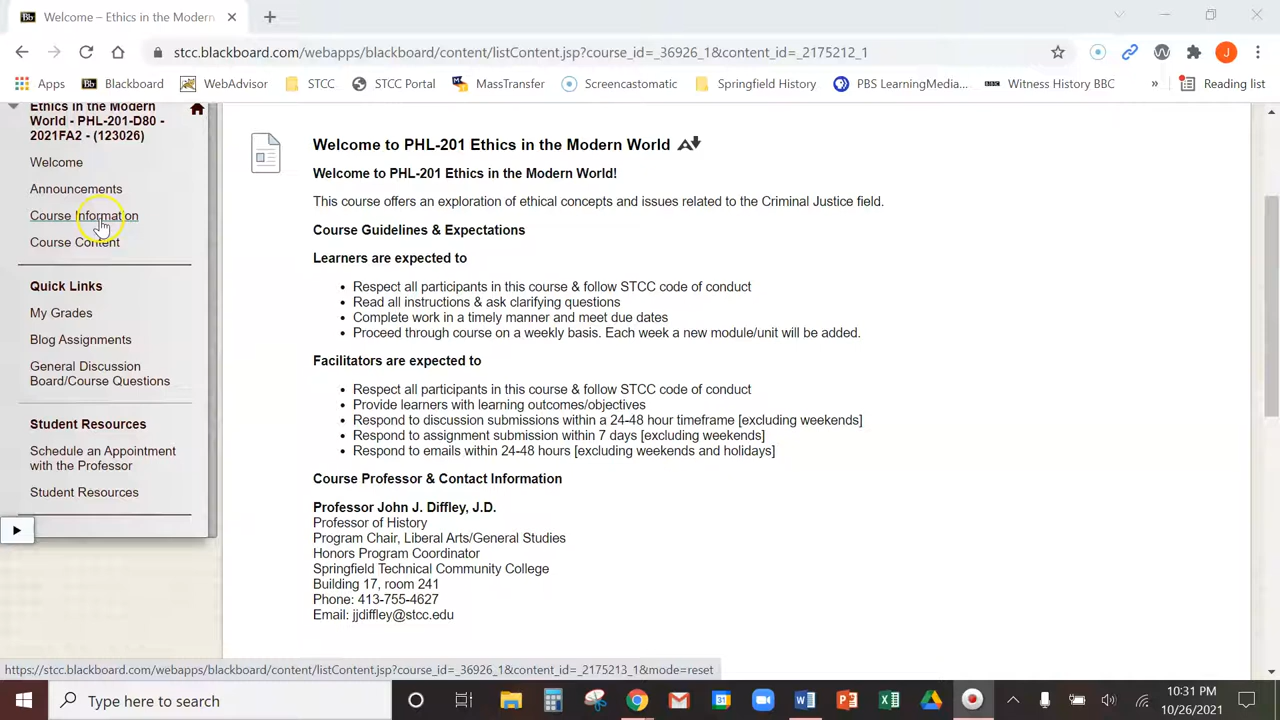 Welcome – Ethics in the Modern
stcc.blackboard.com/webapps/blackboard/content/listContent.jsp?course_id=_36926_1&content_id=_2175212_1
J
Apps
Bb
Blackboard
WebAdvisor
STCC
STCC Portal
MassTransfer
Screencastomatic
Springfield History
PBS LearningMedia...
BBC
Witness History BBC
»
Reading list
Ethics in the Modern
World - PHL-201-D80 -
2021FA2 - (123026)
Welcome
Announcements
Course Information
Course Content
Quick Links
My Grades
Blog Assignments
General Discussion
Board/Course Questions
Student Resources
Schedule an Appointment
with the Professor
Student Resources
Welcome to PHL-201 Ethics in the Modern World
Welcome to PHL-201 Ethics in the Modern World!
This course offers an exploration of ethical concepts and issues related to the Criminal Justice field.
Course Guidelines & Expectations
Learners are expected to
• Respect all participants in this course & follow STCC code of conduct
• Read all instructions & ask clarifying questions
• Complete work in a timely manner and meet due dates
• Proceed through course on a weekly basis. Each week a new module/unit will be added.
Facilitators are expected to
• Respect all participants in this course & follow STCC code of conduct
• Provide learners with learning outcomes/objectives
• Respond to discussion submissions within a 24-48 hour timeframe [excluding weekends]
• Respond to assignment submission within 7 days [excluding weekends]
• Respond to emails within 24-48 hours [excluding weekends and holidays]
Course Professor & Contact Information
Professor John J. Diffley, J.D.
Professor of History
Program Chair, Liberal Arts/General Studies
Honors Program Coordinator
Springfield Technical Community College
Building 17, room 241
Phone: 413-755-4627
Email: jjdiffley@stcc.edu
https://stcc.blackboard.com/webapps/blackboard/content/listContent.jsp?course_id=_36926_1&content_id=_2175213_1&mode=reset
Type here to search
10:31 PM
10/26/2021